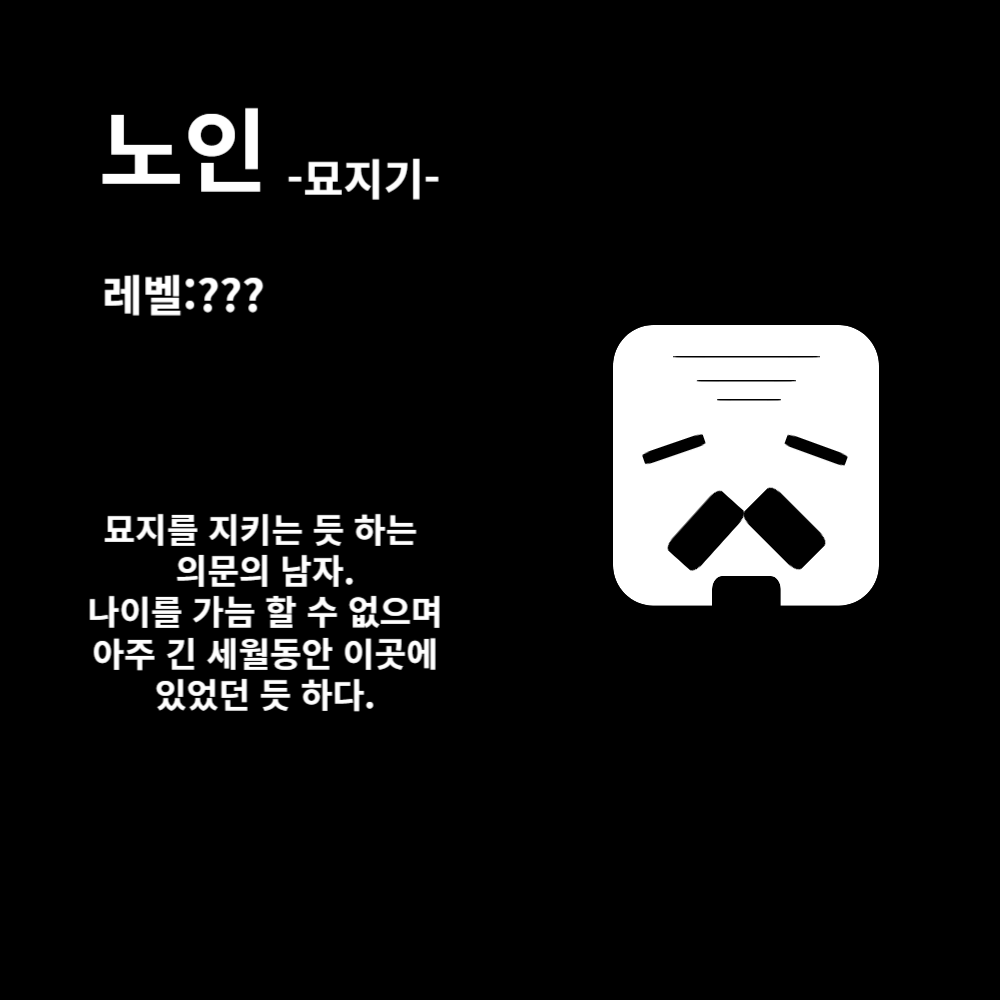 노인 -묘지기-
레벨:???
묘지를 지키는 듯 하는
의문의 남자.
나이를 가늠 할 수 없으며
아주 긴 세월동안 이곳에
있었던 듯 하다.